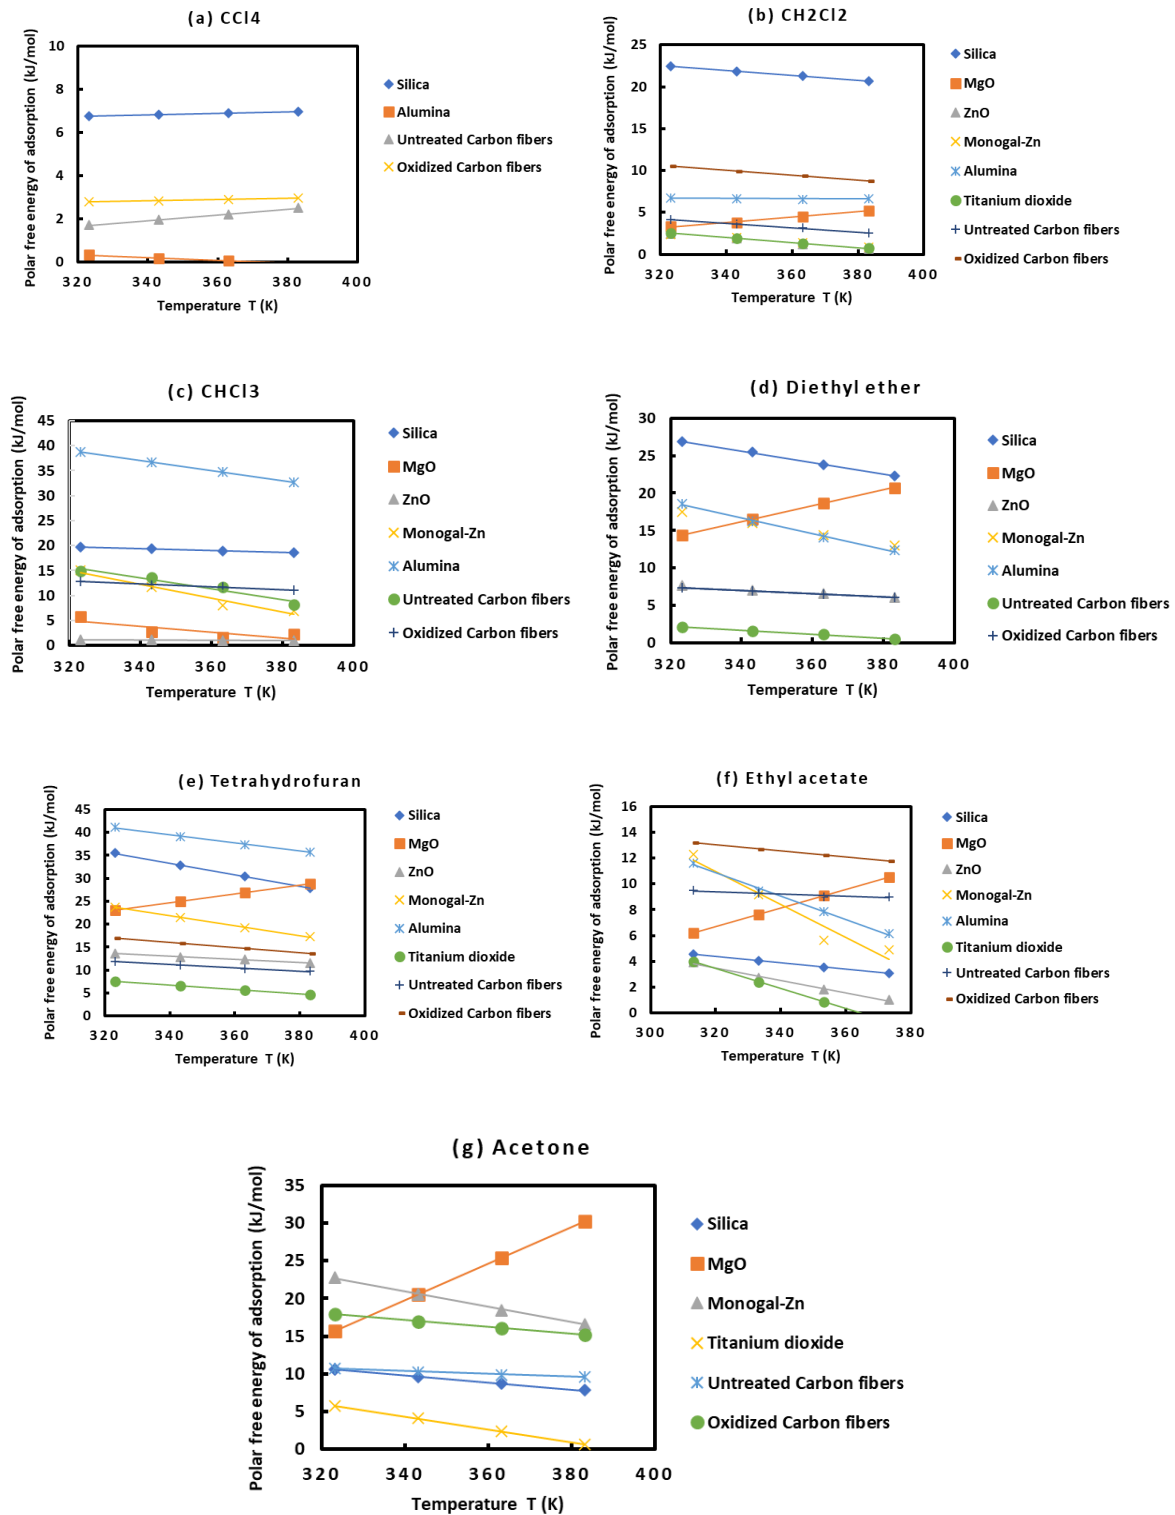 (a) CCl4
Polar free energy of adsorption (kJ/mol)
10
8
6
4
2
0
320 340 360 380 400
Temperature T (K)
Silica
Alumina
Untreated Carbon fibers
Oxidized Carbon fibers
(b) CH2Cl2
Polar free energy of adsorption (kJ/mol)
25
20
15
10
5
0
320 340 360 380 400
Temperature T (K)
Silica
MgO
ZnO
Monogal-Zn
Alumina
Titanium dioxide
Untreated Carbon fibers
Oxidized Carbon fibers
(c) CHCl3
Polar free energy of adsorption (kJ/mol)
45
40
35
30
25
20
15
10
5
0
320 340 360 380 400
Temperature T (K)
Silica
MgO
ZnO
Monogal-Zn
Alumina
Untreated Carbon fibers
Oxidized Carbon fibers
(d) Diethyl ether
Polar free energy of adsorption (kJ/mol)
30
25
20
15
10
5
0
320 340 360 380 400
Temperature T (K)
Silica
MgO
ZnO
Monogal-Zn
Alumina
Untreated Carbon fibers
Oxidized Carbon fibers
(e) Tetrahydrofuran
Polar free energy of adsorption (kJ/mol)
45
40
35
30
25
20
15
10
5
0
320 340 360 380 400
Temperature T (K)
Silica
MgO
ZnO
Monogal-Zn
Alumina
Titanium dioxide
Untreated Carbon fibers
Oxidized Carbon fibers
(f) Ethyl acetate
Polar free energy of adsorption (kJ/mol)
16
14
12
10
8
6
4
2
0
300 320 340 360 380
Temperature T (K)
Silica
MgO
ZnO
Monogal-Zn
Alumina
Titanium dioxide
Untreated Carbon fibers
Oxidized Carbon fibers
(g) Acetone
Polar free energy of adsorption (kJ/mol)
35
30
25
20
15
10
5
0
320 340 360 380 400
Temperature T (K)
Silica
MgO
Monogal-Zn
Titanium dioxide
Untreated Carbon fibers
Oxidized Carbon fibers